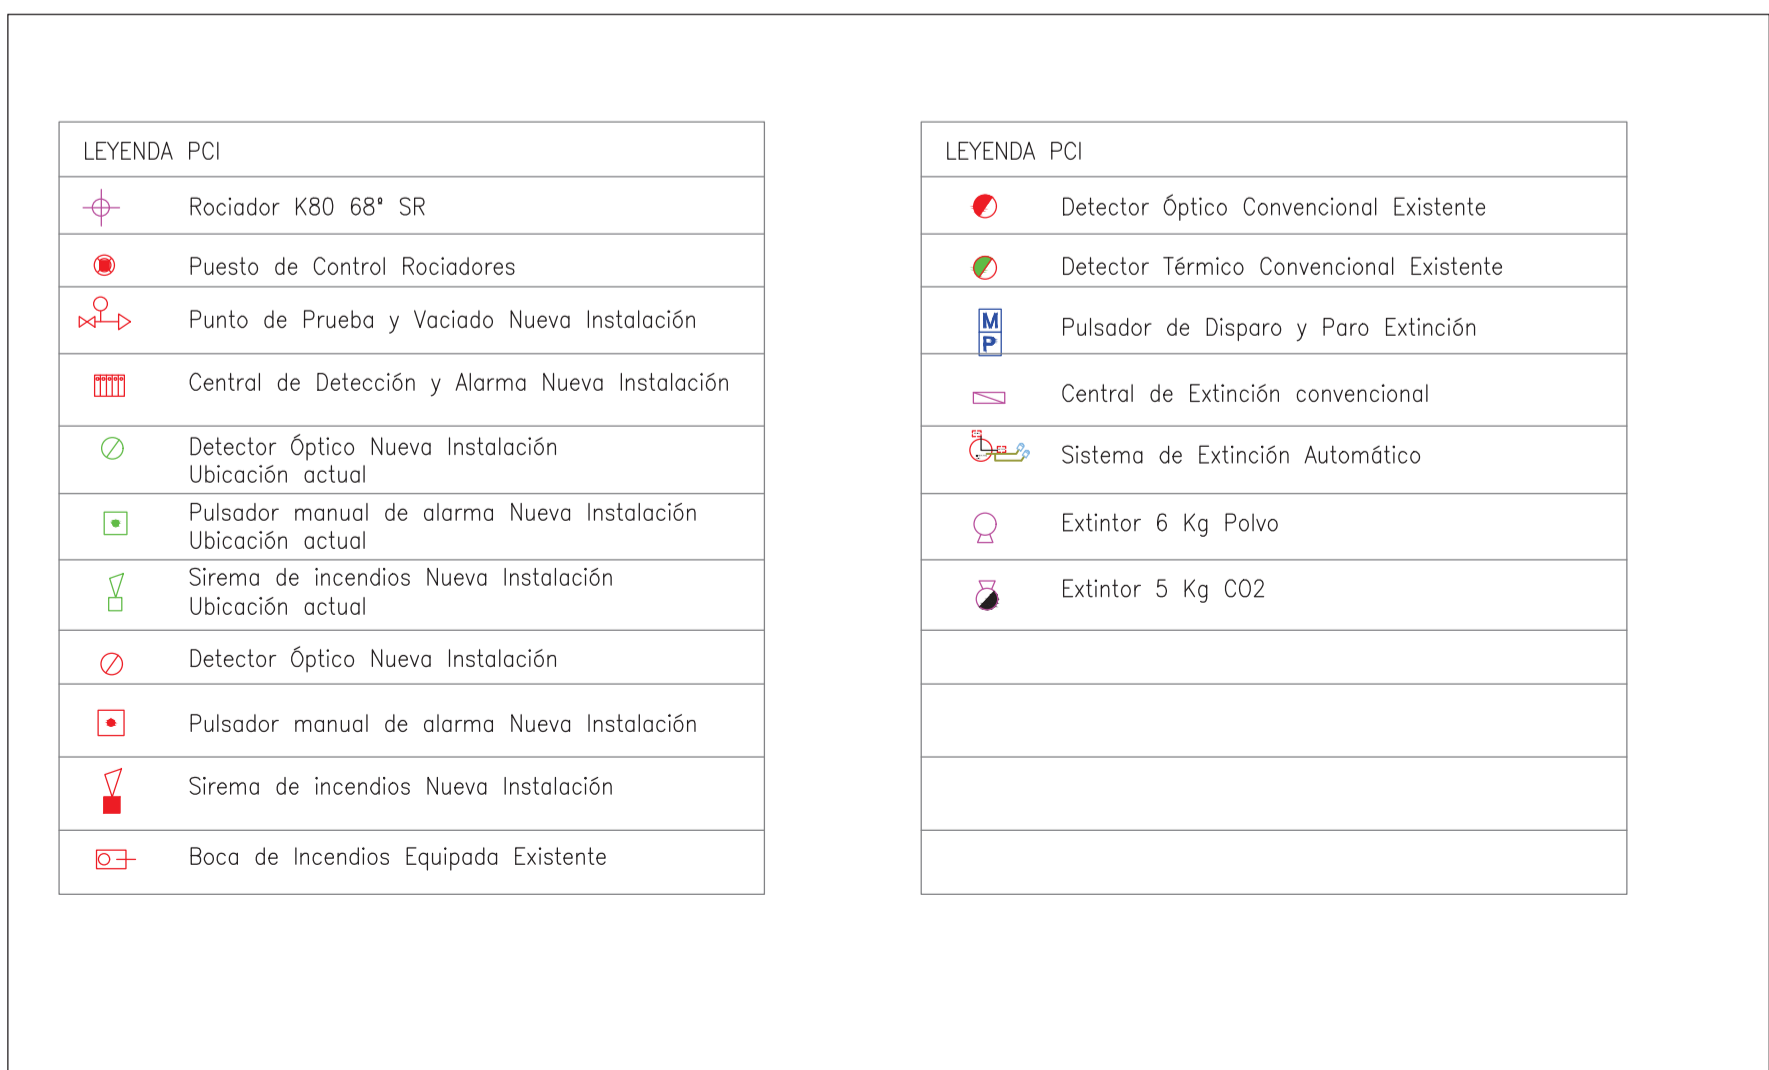 LEYENDA PCI
Rociador K80 68° SR
Puesto de Control Rociadores
Punto de Prueba y Vaciado Nueva Instalación
Central de Detección y Alarma Nueva Instalación
Detector Óptico Nueva Instalación
Ubicación actual
Pulsador manual de alarma Nueva Instalación
Ubicación actual
Sirema de incendios Nueva Instalación
Ubicación actual
Detector Óptico Nueva Instalación
Pulsador manual de alarma Nueva Instalación
Sirema de incendios Nueva Instalación
Boca de Incendios Equipada Existente
LEYENDA PCI
Detector Óptico Convencional Existente
Detector Térmico Convencional Existente
M
P
Pulsador de Disparo y Paro Extinción
Central de Extinción convencional
Sistema de Extinción Automático
Extintor 6 Kg Polvo
Extintor 5 Kg CO2